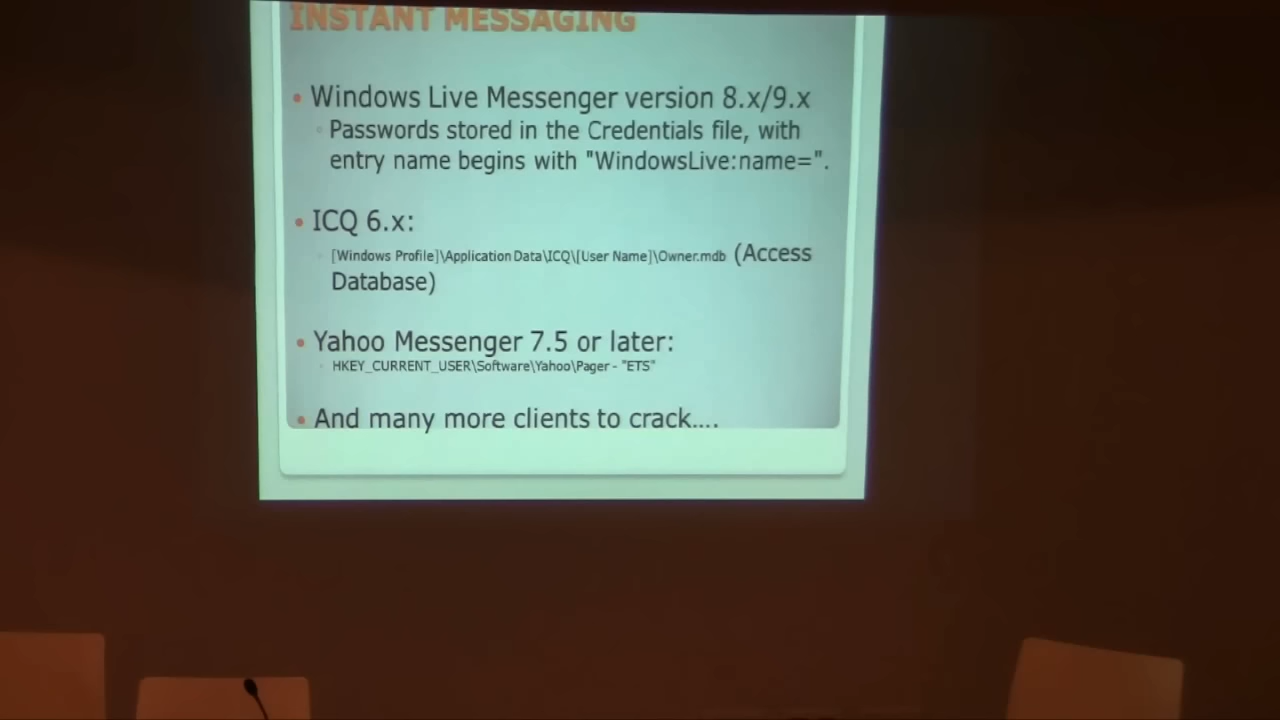 INSTANT MESSAGING
• Windows Live Messenger version 8.x/9.x
◦ Passwords stored in the Credentials file, with
entry name begins with "WindowsLive:name=".
• ICQ 6.x:
◦ [Windows Profile]\Application Data\ICQ\[User Name]\Owner.mdb (Access
Database)
• Yahoo Messenger 7.5 or later:
◦ HKEY_CURRENT_USER\Software\Yahoo\Pager - "ETS"
• And many more clients to crack....